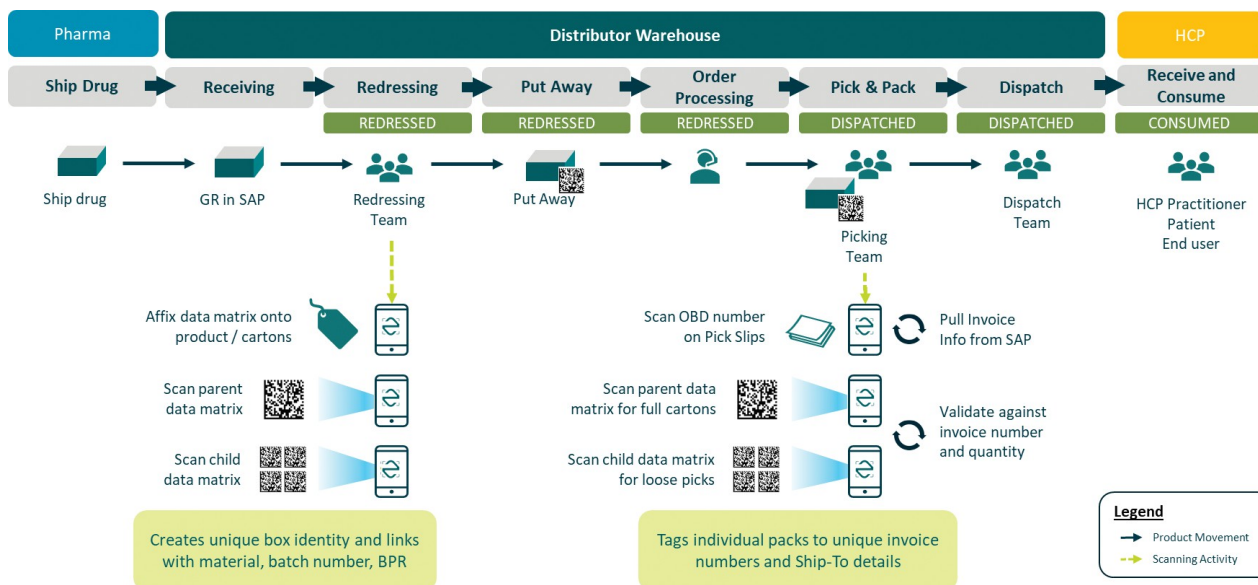 Pharma
Distributor Warehouse
HCP
Ship Drug
Receiving
Redressing
Put Away
Order
Processing
Pick & Pack
Dispatch
Receive and
Consume
REDRESSED
REDRESSED
REDRESSED
DISPATCHED
DISPATCHED
CONSUMED
Ship drug
GR in SAP
Redressing
Team
Put Away
Picking
Team
Dispatch
Team
HCP Practitioner
Patient
End user
Affix data matrix onto
product / cartons
Scan parent
data matrix
Scan child
data matrix
Creates unique box identity and links
with material, batch number, BPR
Scan OBD number
on Pick Slips
Pull Invoice
Info from SAP
Scan parent data
matrix for full cartons
Validate against
invoice number
and quantity
Scan child data matrix
for loose picks
Tags individual packs to unique invoice
numbers and Ship-To details
Legend
Product Movement
Scanning Activity